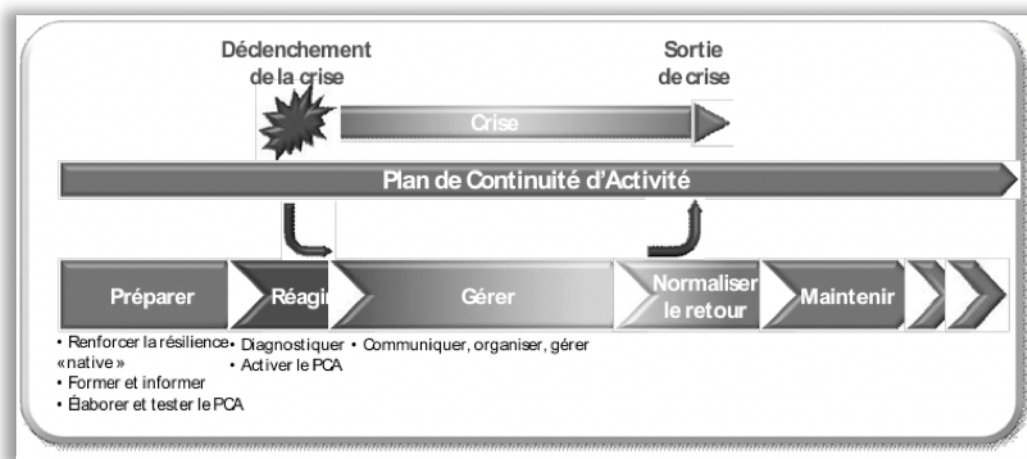 Déclenchement
de la crise
Sortie
de crise
Crise
Plan de Continuité d'Activité
Préparer
Réagir
Gérer
Normaliser
le retour
Maintenir
• Renforcer la résilience
«native »
• Former et informer
• Élaborer et tester le PCA
• Diagnostiquer
• Activer le PCA
• Communiquer, organiser, gérer